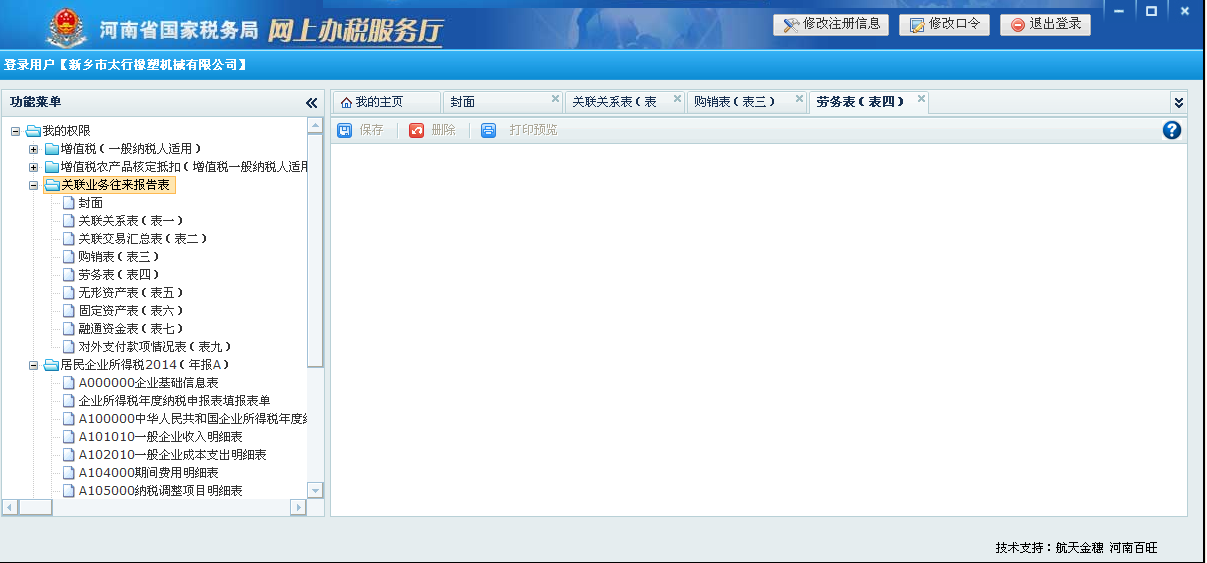 河南省国家税务局 网上办税服务厅
修改注册信息 修改口令 退出登录
登录用户【新乡市太行橡塑机械有限公司】
功能菜单
我的主页 封面 关联关系表（表 购销表（表三） 劳务表（表四）
保存 删除 打印预览
我的权限
增值税（一般纳税人适用）
增值税农产品核定抵扣（增值税一般纳税人适用
关联业务往来报告表
封面
关联关系表（表一）
关联交易汇总表（表二）
购销表（表三）
劳务表（表四）
无形资产表（表五）
固定资产表（表六）
融通资金表（表七）
对外支付款项情况表（表九）
居民企业所得税2014（年报A）
A000000企业基础信息表
企业所得税年度纳税申报表填报表单
A100000中华人民共和国企业所得税年度纳
A101010一般企业收入明细表
A102010一般企业成本支出明细表
A104000期间费用明细表
A105000纳税调整项目明细表
技术支持：航天金穗 河南百旺